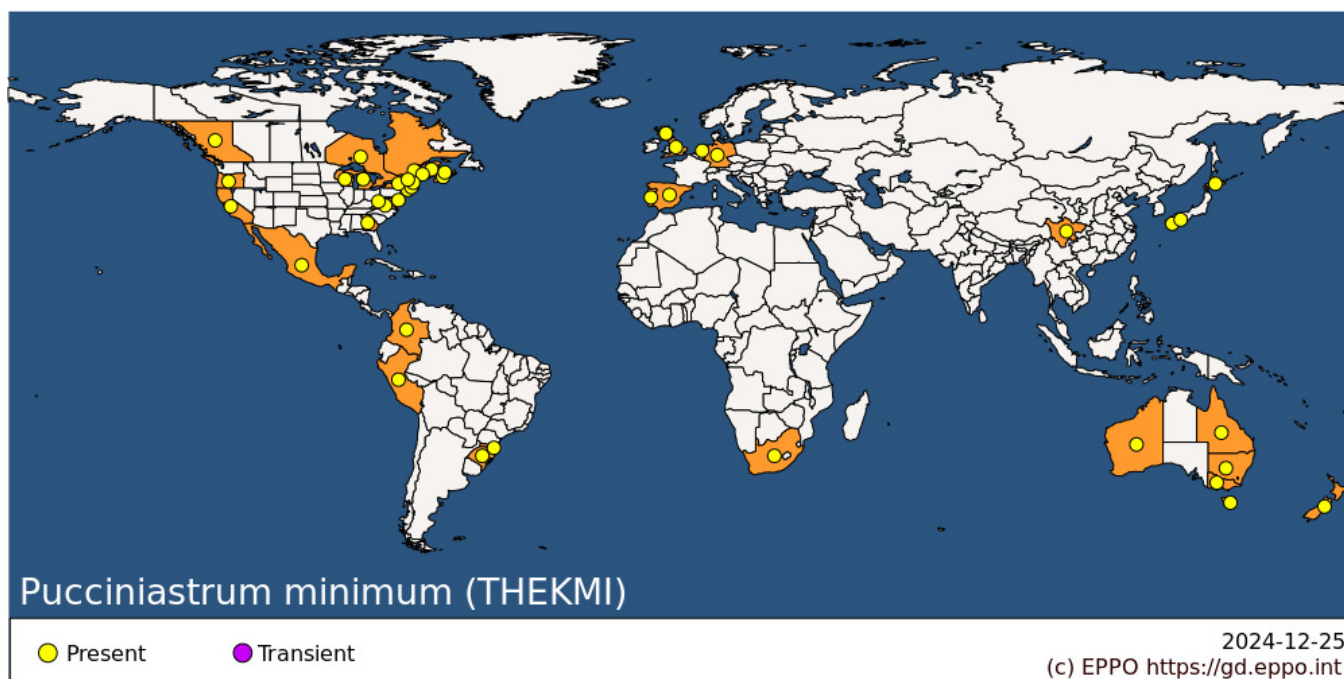 Pucciniastrum minimum (THEKMI)
Present
Transient
2024-12-25
(c) EPPO https://gd.eppo.int